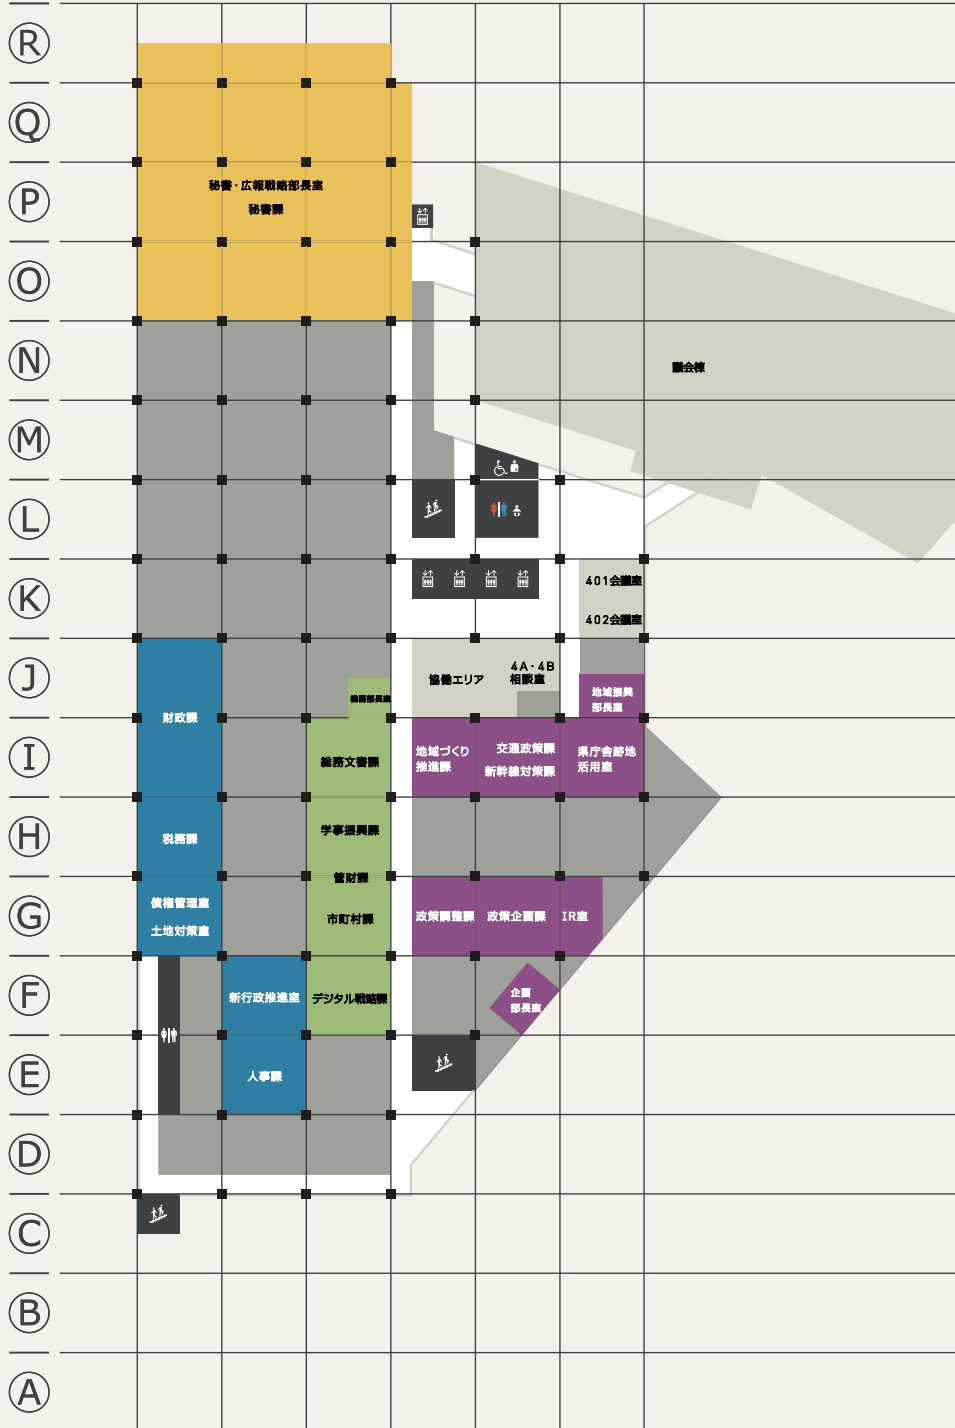 R
Q
P
秘書・広報戦略部長室
秘書課
O
N
議会棟
M
L
K
401会議室
402会議室
J
財政課
総務部長室
協働エリア
4A・4B
相談室
地域振興
部長室
I
総務文書課
地域づくり
推進課
交通政策課
新幹線対策課
県庁舎跡地
活用室
H
税務課
学事振興課
管財課
G
債権管理室
土地対策室
市町村課
政策調整課
政策企画課
IR室
F
新行政推進室
デジタル戦略課
企画
部長室
E
人事課
D
C
B
A